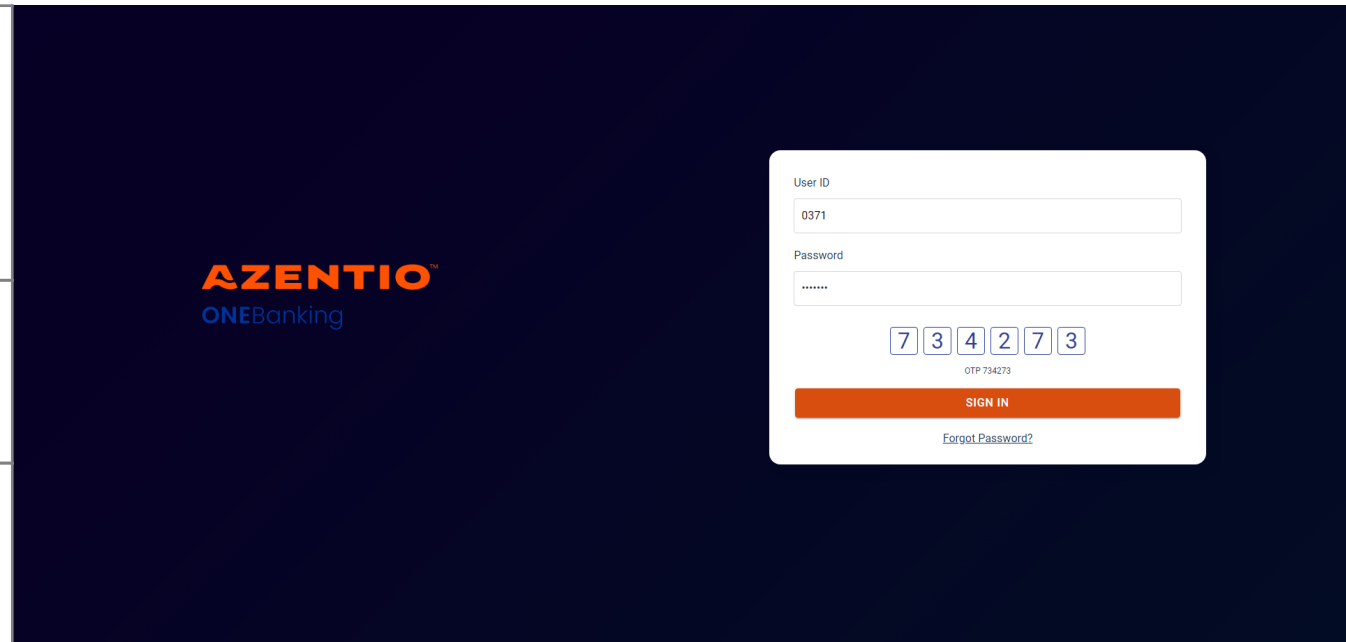 AZENTIO™
ONEBanking
User ID
0371
Password
•••••••
7 3 4 2 7 3
OTP 734273
SIGN IN
Forgot Password?